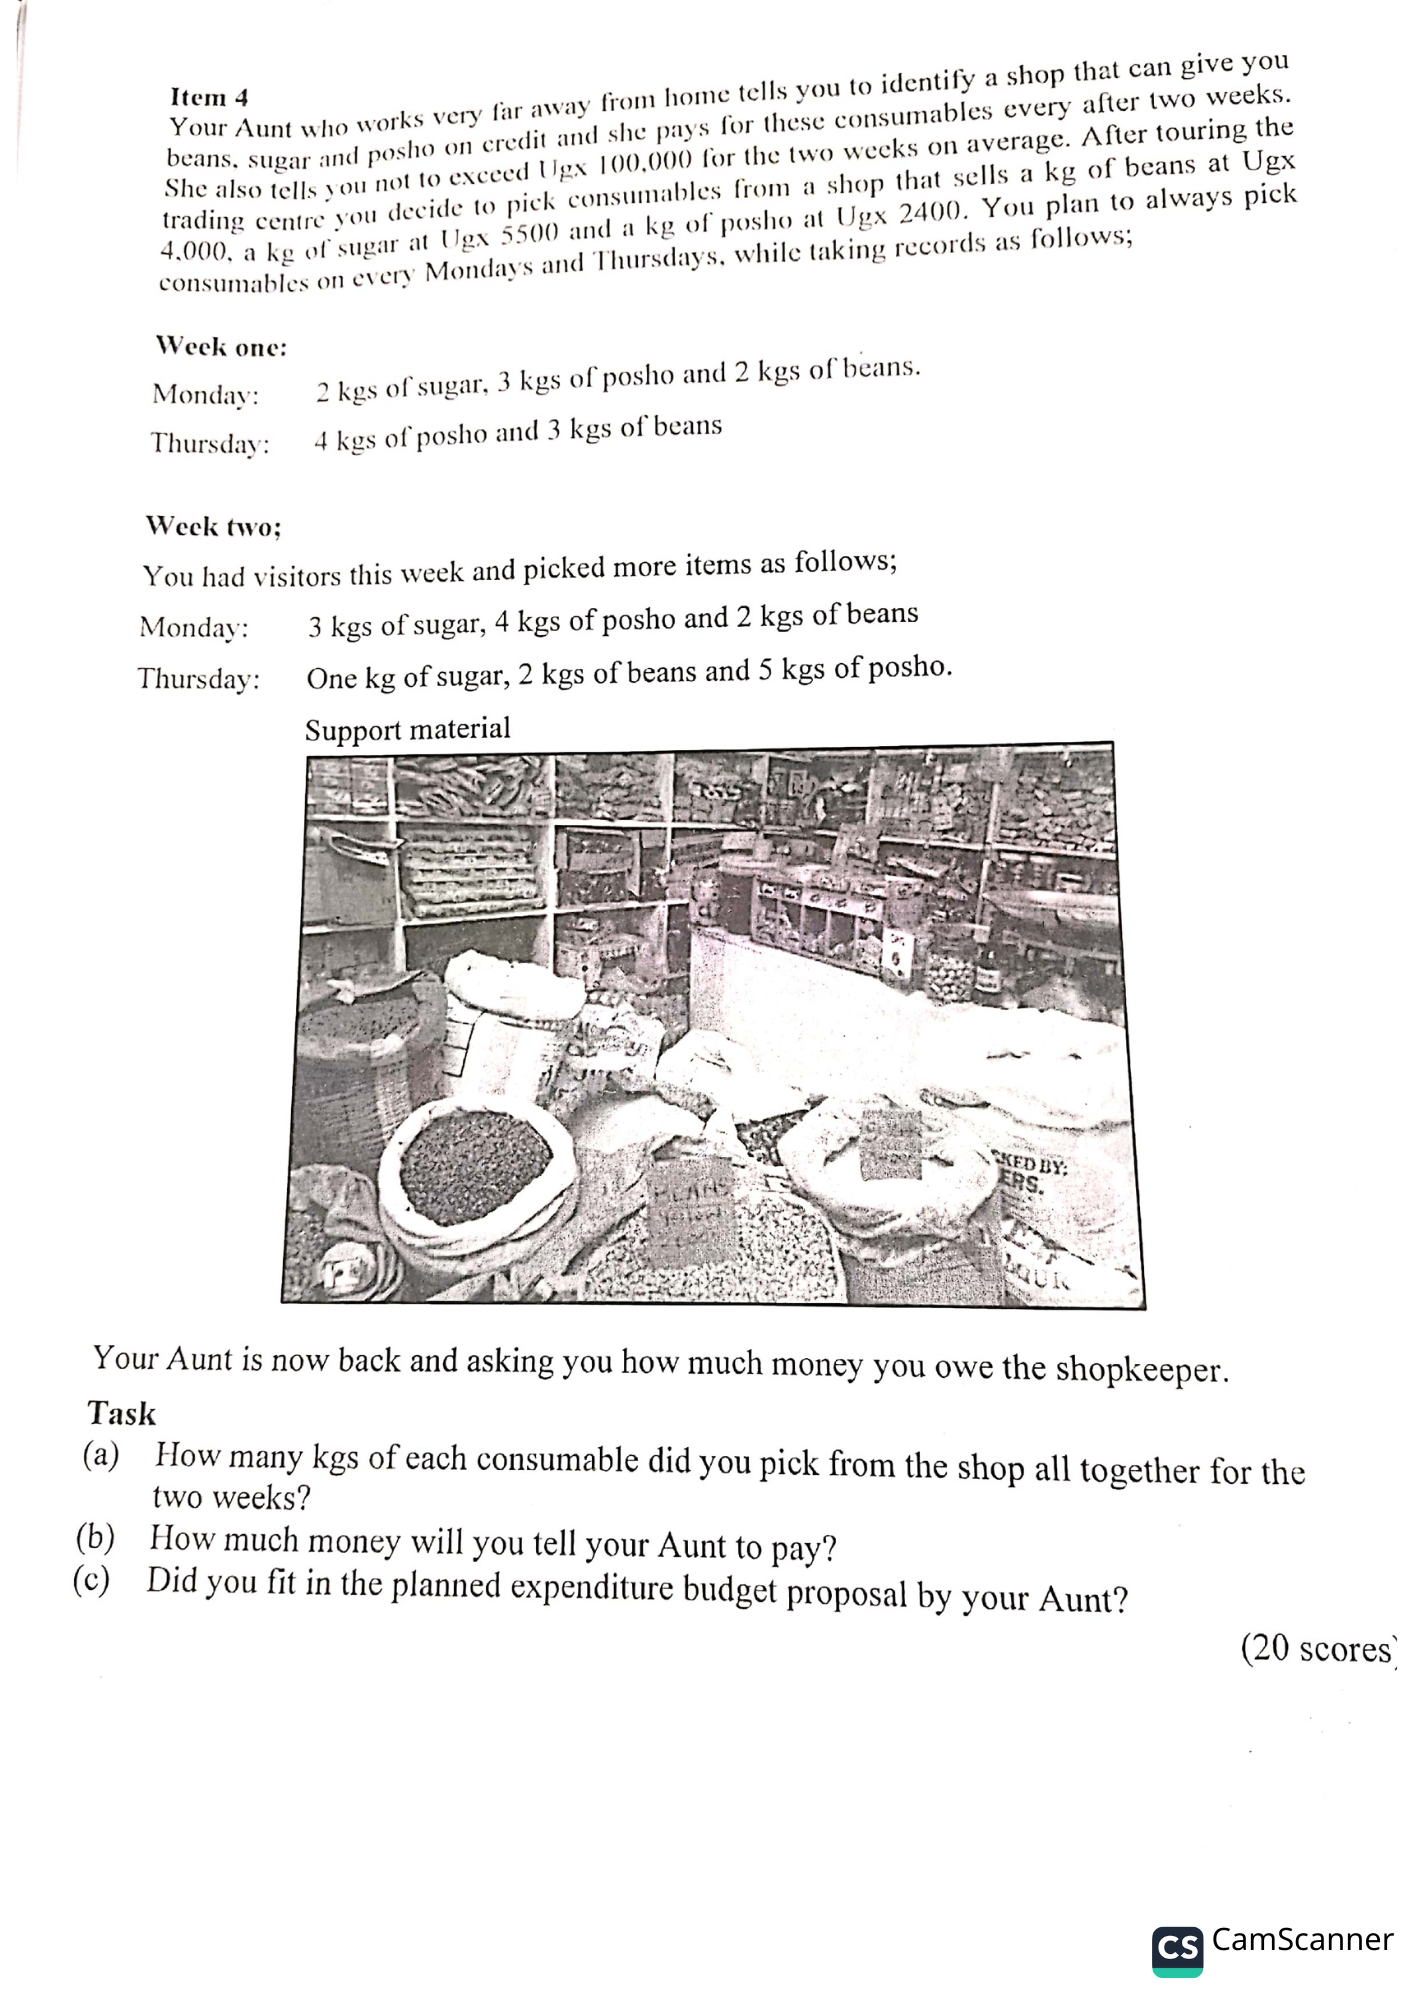 Item 4
Your Aunt who works very far away from home tells you to identify a shop that can give you
beans, sugar and posho on credit and she pays for these consumables every after two weeks.
She also tells you not to exceed Ugx 100,000 for the two weeks on average. After touring the
trading centre you decide to pick consumables from a shop that sells a kg of beans at Ugx
4,000, a kg of sugar at Ugx 5500 and a kg of posho at Ugx 2400. You plan to always pick
consumables on every Mondays and Thursdays, while taking records as follows;
Week one:
Monday: 2 kgs of sugar, 3 kgs of posho and 2 kgs of beans.
Thursday: 4 kgs of posho and 3 kgs of beans
Week two;
You had visitors this week and picked more items as follows;
Monday: 3 kgs of sugar, 4 kgs of posho and 2 kgs of beans
Thursday: One kg of sugar, 2 kgs of beans and 5 kgs of posho.
Support material
BEANS
KED BY:
ERS.
Your Aunt is now back and asking you how much money you owe the shopkeeper.
Task
(a) How many kgs of each consumable did you pick from the shop all together for the
two weeks?
(b) How much money will you tell your Aunt to pay?
(c) Did you fit in the planned expenditure budget proposal by your Aunt?
(20 scores)
CS CamScanner